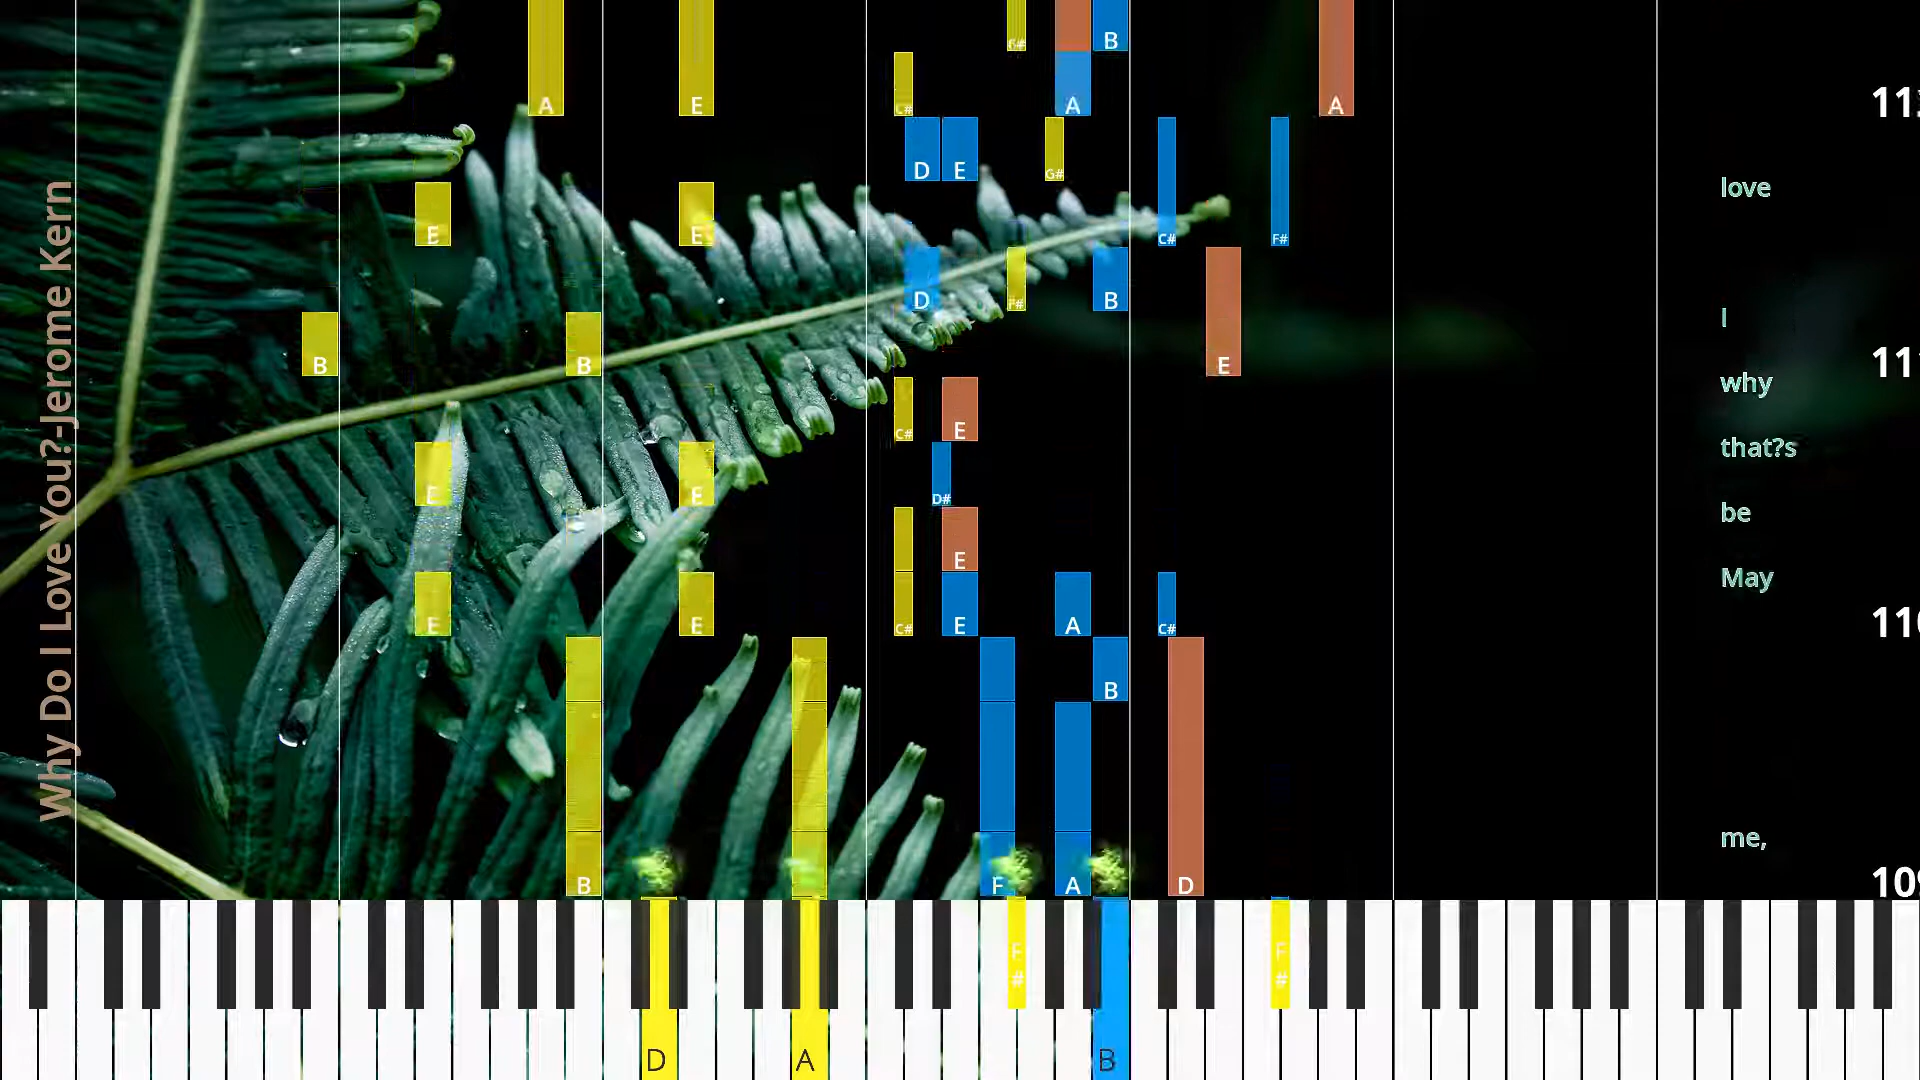 Why Do I Love You?-Jerome Kern
B
A E C# A B A
D E G#
E E C# F#
D F# B
B B E
C# E
E D#
E
E E C# E A C#
B
B F A D
love
I
why
that?s
be
May
me,
F# F#
D A B